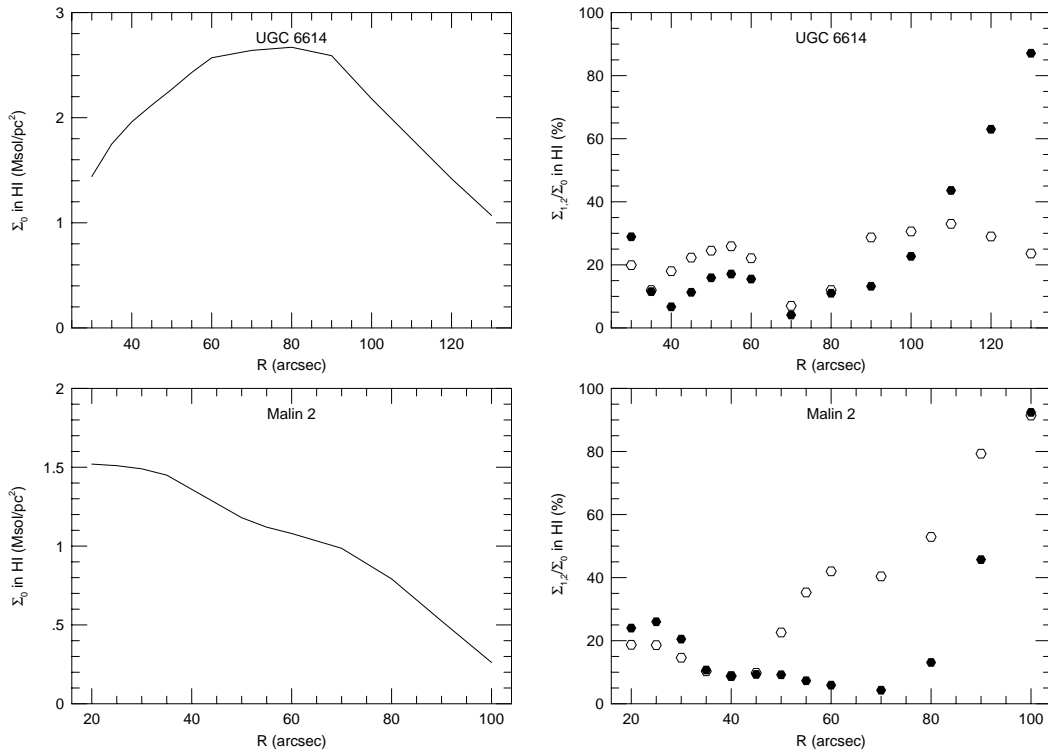 UGC 6614
Σ₀ in HI (Msol/pc²)
3
2
1
0
40 60 80 100 120
R (arcsec)
UGC 6614
Σ₁,₂/Σ₀ in HI (%)
100
80
60
40
20
0
40 60 80 100 120
R (arcsec)
Malin 2
Σ₀ in HI (Msol/pc²)
2
1.5
1
.5
0
20 40 60 80 100
R (arcsec)
Malin 2
Σ₁,₂/Σ₀ in HI (%)
100
80
60
40
20
0
20 40 60 80 100
R (arcsec)